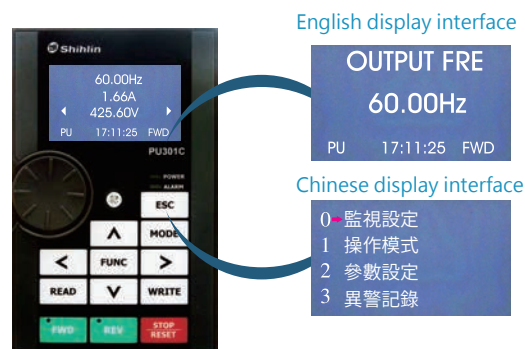 English display interface
Shihlin
60.00Hz
1.66A
425.60V
PU 17:11:25 FWD
PU301C
POWER
ALARM
ESC
MODE
FUNC
READ
WRITE
FWD
REV
STOP
RESET
OUTPUT FRE
60.00Hz
PU 17:11:25 FWD
Chinese display interface
0 監視設定
1 操作模式
2 參數設定
3 異警記錄